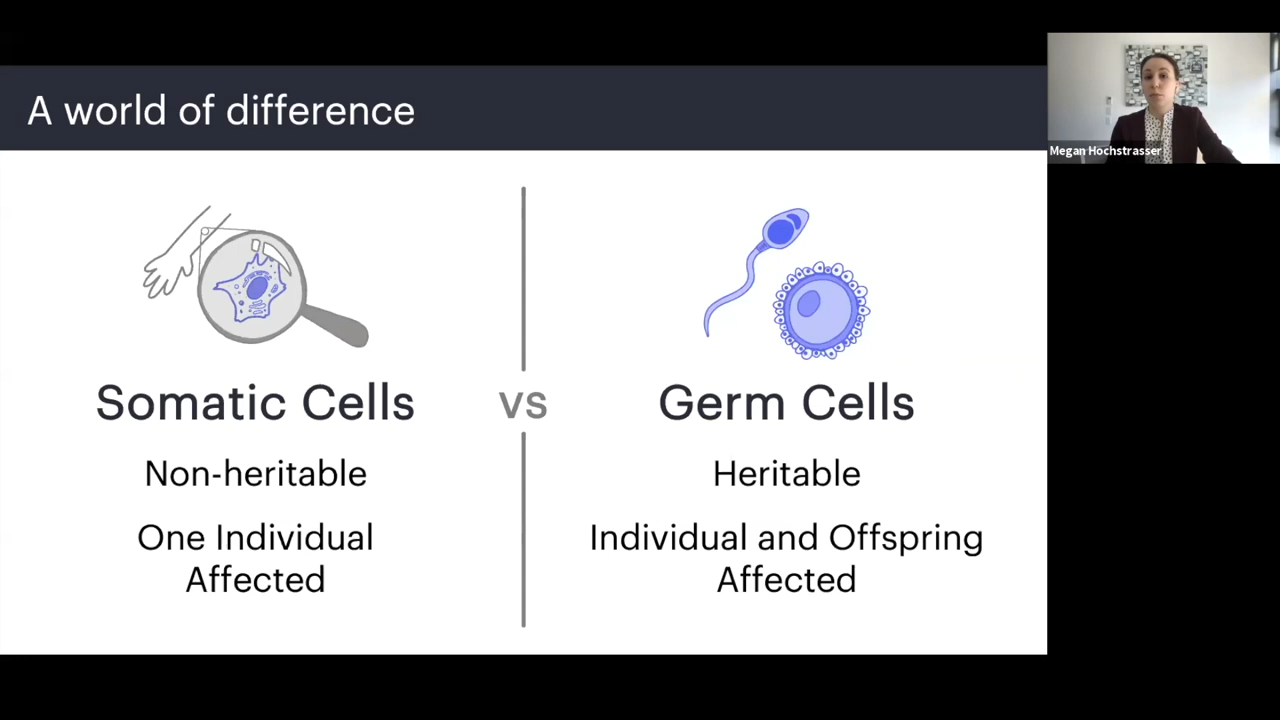 A world of difference
Megan Hochstrasser
Somatic Cells
vs
Germ Cells
Non-heritable
Heritable
One Individual
Affected
Individual and Offspring
Affected